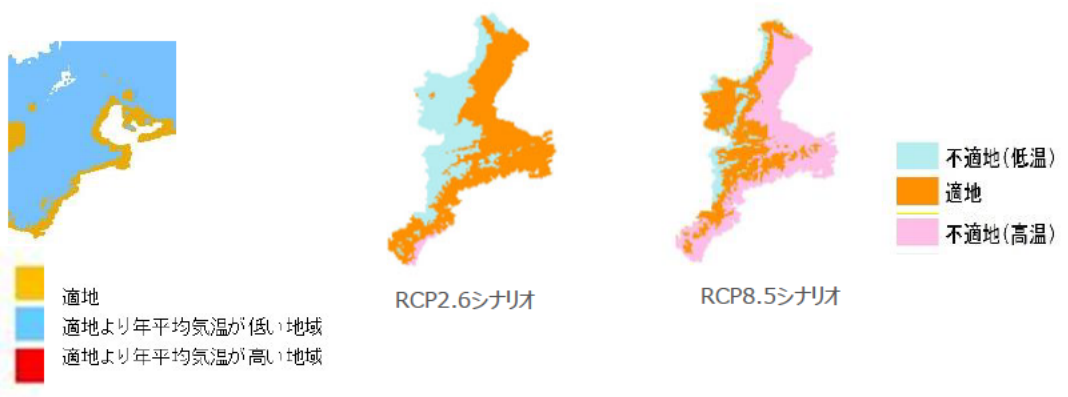 適地
適地より年平均気温が低い地域
適地より年平均気温が高い地域
RCP2.6シナリオ
RCP8.5シナリオ
不適地(低温)
適地
不適地(高温)